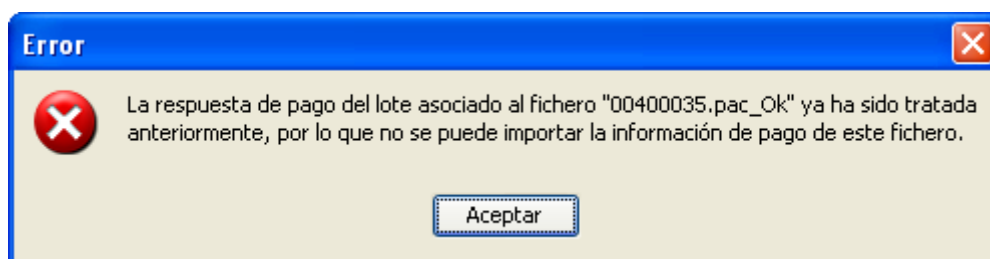 Error
La respuesta de pago del lote asociado al fichero "00400035.pac_Ok" ya ha sido tratada
anteriormente, por lo que no se puede importar la información de pago de este fichero.
Aceptar